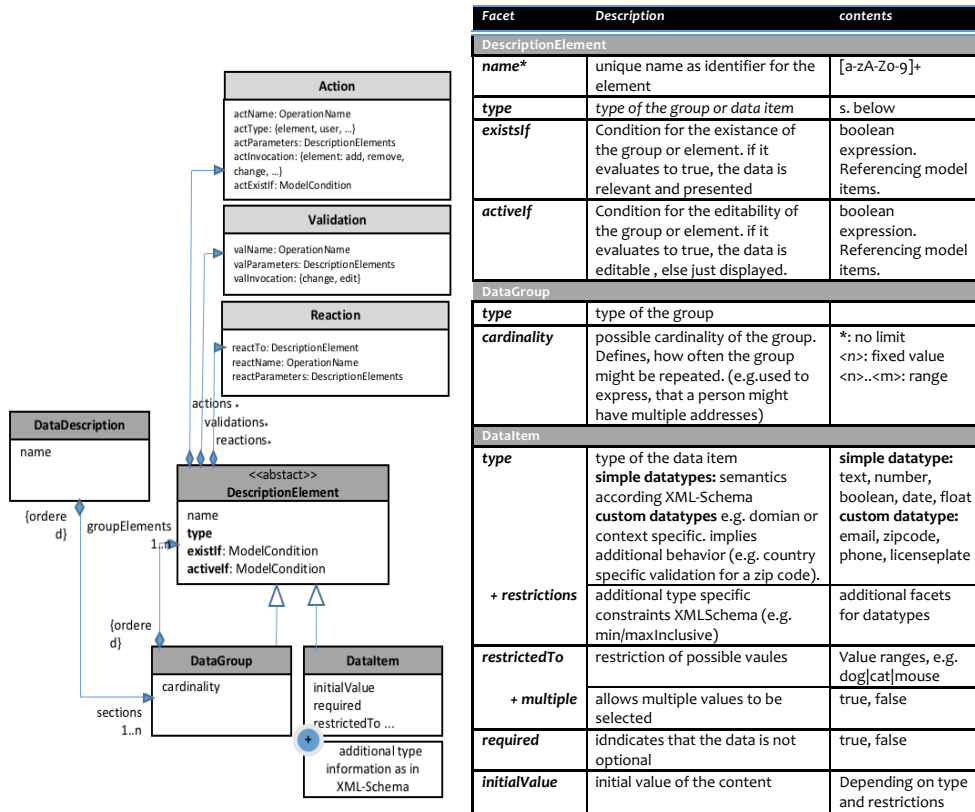 Action
actName: OperationName
actType: {element, user, ...}
actParameters: DescriptionElements
actInvocation: {element: add, remove,
change, ...}
actExistIf: ModelCondition
Validation
valName: OperationName
valParameters: DescriptionElements
valInvocation: {change, edit}
Reaction
reactTo: DescriptionElement
reactName: OperationName
reactParameters: DescriptionElements
actions *
validations*
reactions*
DataDescription
name
<<abstact>>
DescriptionElement
name
type
existIf: ModelCondition
activeIf: ModelCondition
{ordere
d}
groupElements
1..n
{ordere
d}
DataGroup
cardinality
sections
1..n
DataItem
initialValue
required
restrictedTo ...
+
additional type
information as in
XML-Schema
Facet Description contents
DescriptionElement
name* unique name as identifier for the [a-zA-Z0-9]+
element
type type of the group or data item s. below
existsIf Condition for the existance of boolean
the group or element. if it expression.
evaluates to true, the data is Referencing model
relevant and presented items.
activeIf Condition for the editability of boolean
the group or element. if it expression.
evaluates to true, the data is Referencing model
editable , else just displayed. items.
DataGroup
type type of the group
cardinality possible cardinality of the group. *: no limit
Defines, how often the group <n>: fixed value
might be repeated. (e.g.used to <n>..<m>: range
express, that a person might
have multiple addresses)
DataItem
type type of the data item simple datatype:
simple datatypes: semantics text, number,
according XML-Schema boolean, date, float
custom datatypes e.g. domian or custom datatype:
context specific. implies email, zipcode,
additional behavior (e.g. country phone, licenseplate
specific validation for a zip code).
+ restrictions additional type specific additional facets
constraints XMLSchema (e.g. for datatypes
min/maxInclusive)
restrictedTo restriction of possible vaules Value ranges, e.g.
dog|cat|mouse
+ multiple allows multiple values to be true, false
selected
required idndicates that the data is not true, false
optional
initialValue initial value of the content Depending on type
and restrictions